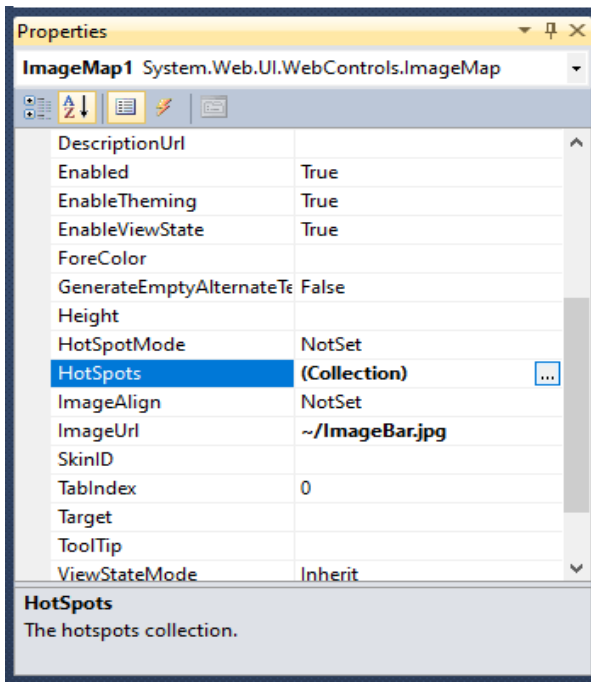 Properties
ImageMap1 System.Web.UI.WebControls.ImageMap
DescriptionUrl
Enabled True
EnableTheming True
EnableViewState True
ForeColor
GenerateEmptyAlternateTe False
Height
HotSpotMode NotSet
HotSpots (Collection) ...
ImageAlign NotSet
ImageUrl ~/ImageBar.jpg
SkinID
TabIndex 0
Target
ToolTip
ViewStateMode Inherit
HotSpots
The hotspots collection.